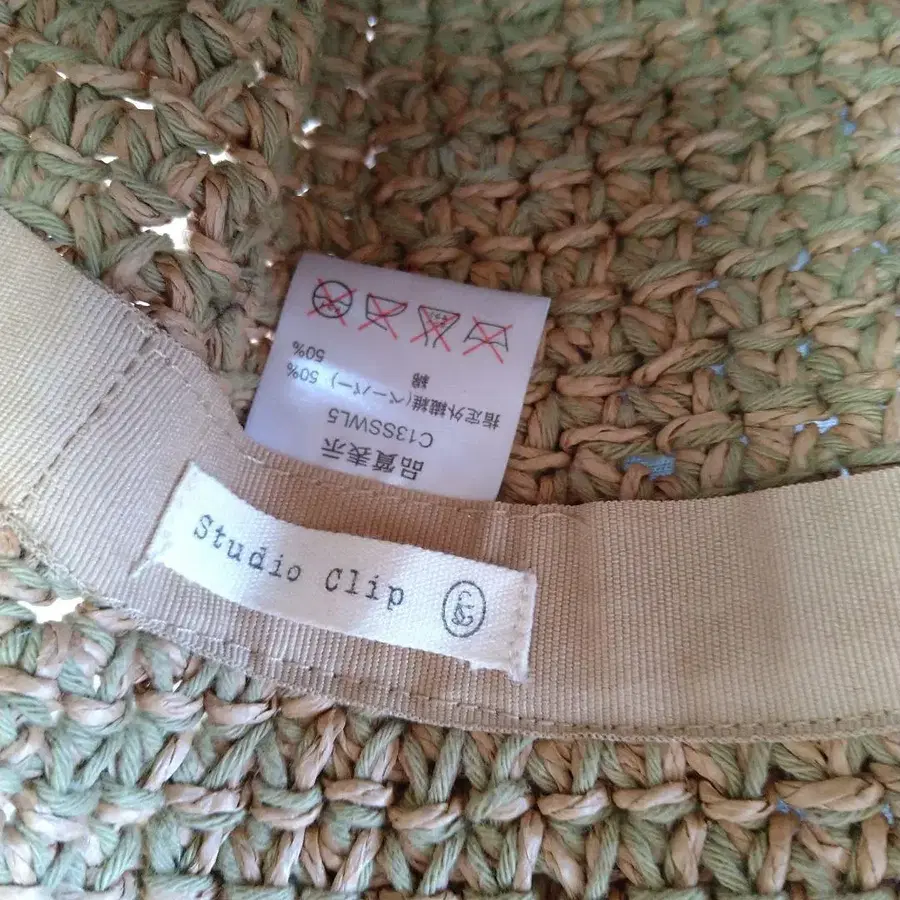 品質表示
C13SSWL5
指定外繊維(ペーパー) 50%
綿 50%
Studio Clip